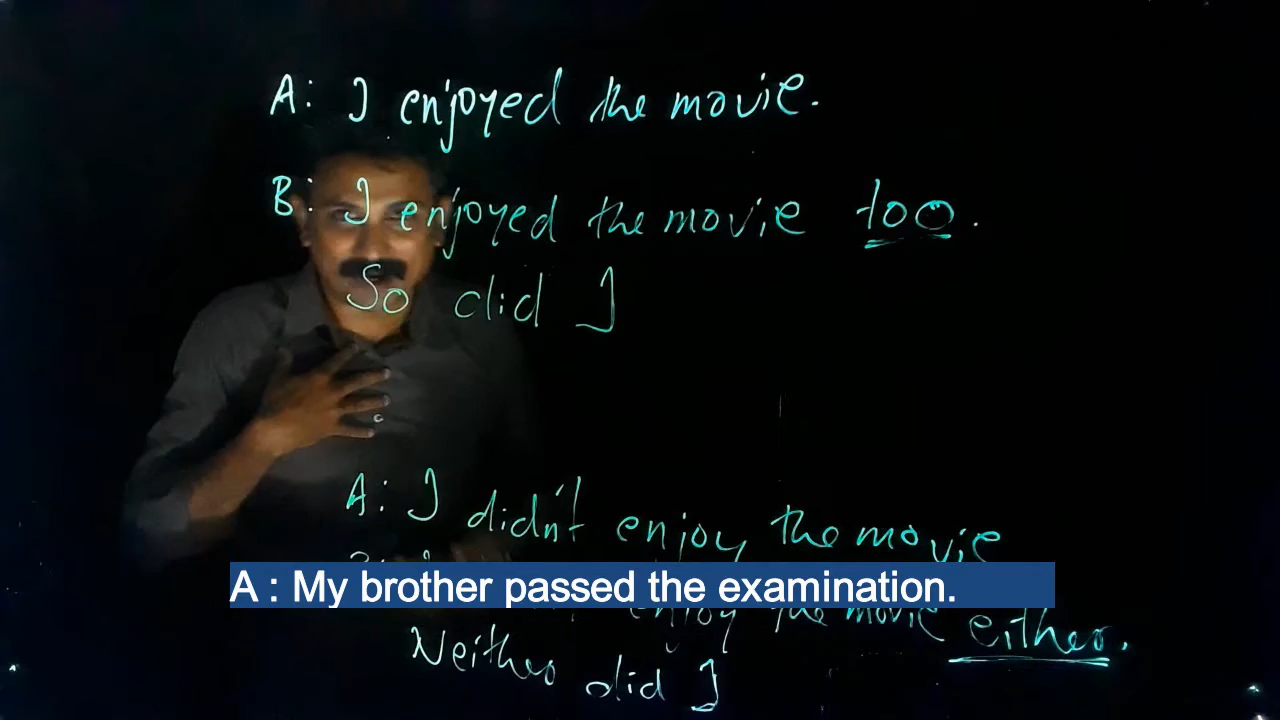 A: I enjoyed the movie.
B: I enjoyed the movie too.
So did I
A: I didn't enjoy the movie
A : My brother passed the examination.
enjoy the movie either.
Neither did I